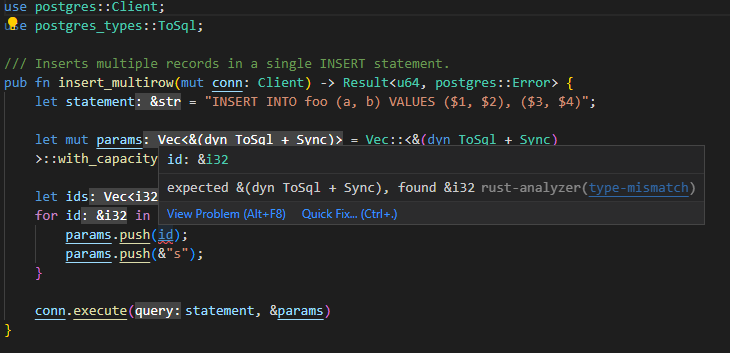 use postgres::Client;
use postgres_types::ToSql;
/// Inserts multiple records in a single INSERT statement.
pub fn insert_multirow(mut conn: Client) -> Result<u64, postgres::Error> {
let statement: &str = "INSERT INTO foo (a, b) VALUES ($1, $2), ($3, $4)";
let mut params: Vec<&(dyn ToSql + Sync)> = Vec::<&(dyn ToSql + Sync)
>::with_capacity
id: &i32
expected &(dyn ToSql + Sync), found &i32 rust-analyzer(type-mismatch)
View Problem (Alt+F8) Quick Fix... (Ctrl+.)
let ids: Vec<i32
for id: &i32 in
params.push(id);
params.push(&"s");
}
conn.execute(query: statement, &params)
}